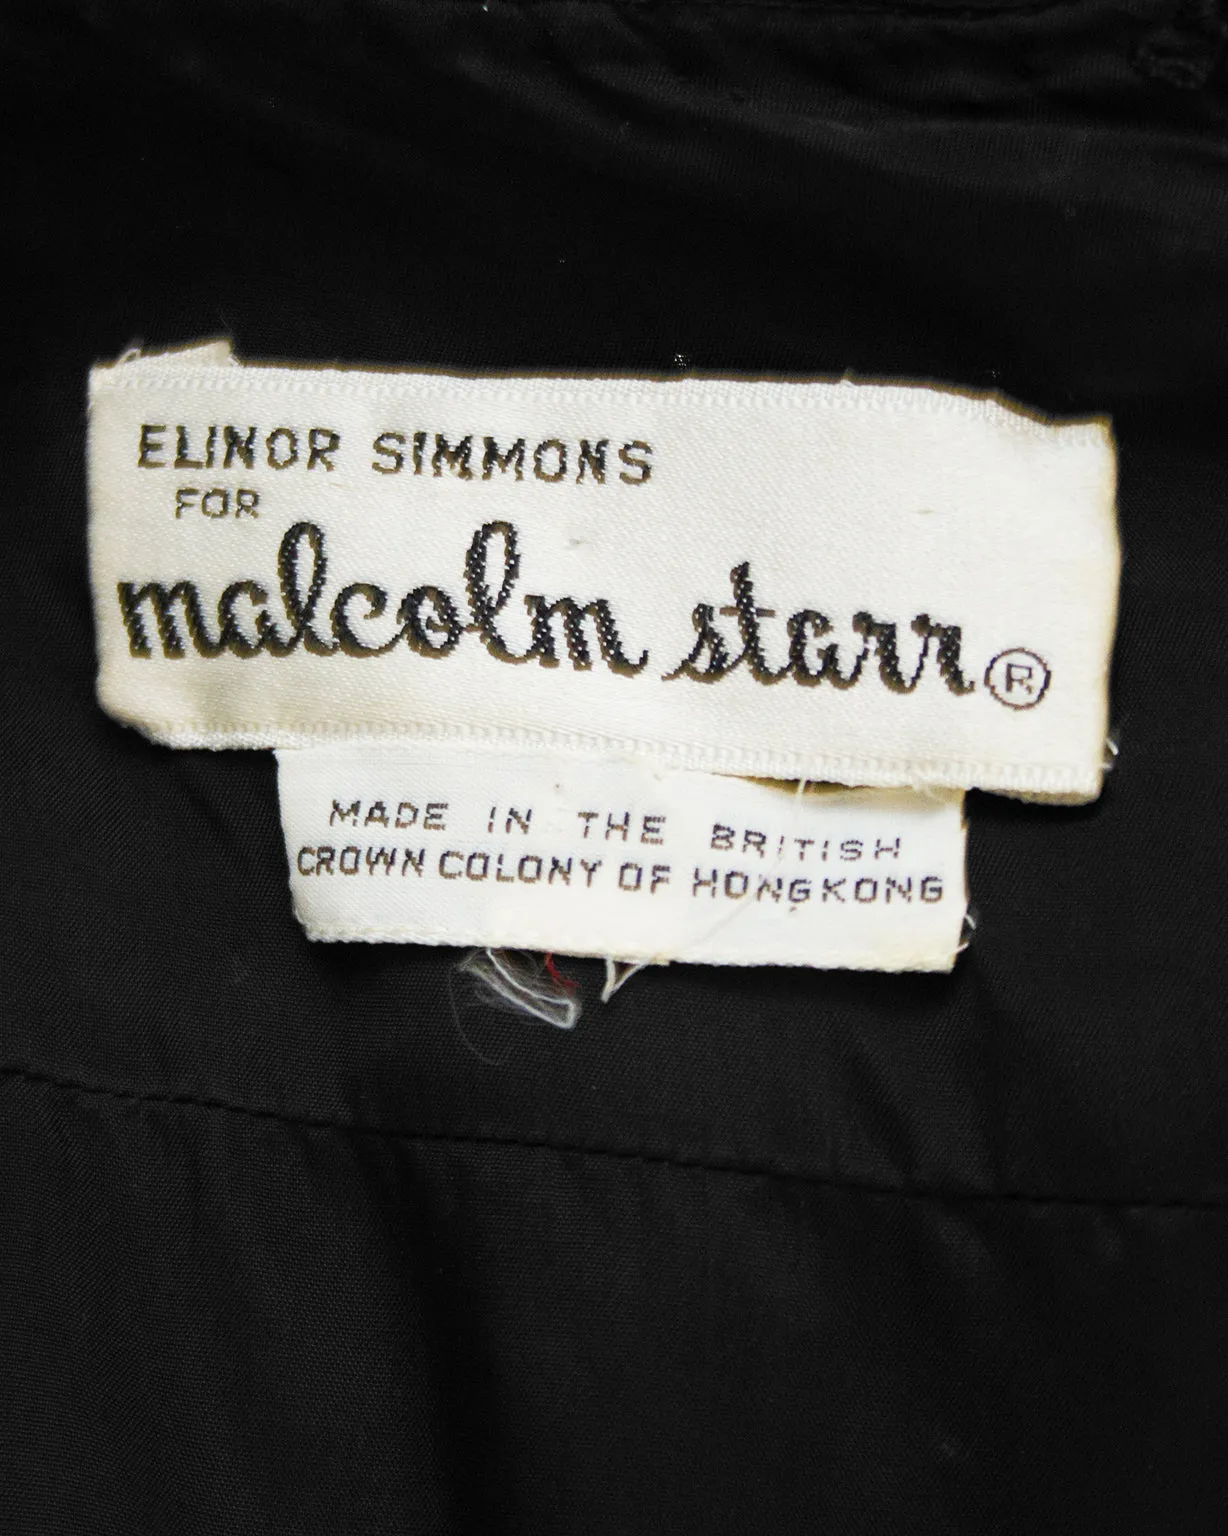 ELINOR SIMMONS
FOR
malcolm starr®
MADE IN THE BRITISH
CROWN COLONY OF HONGKONG